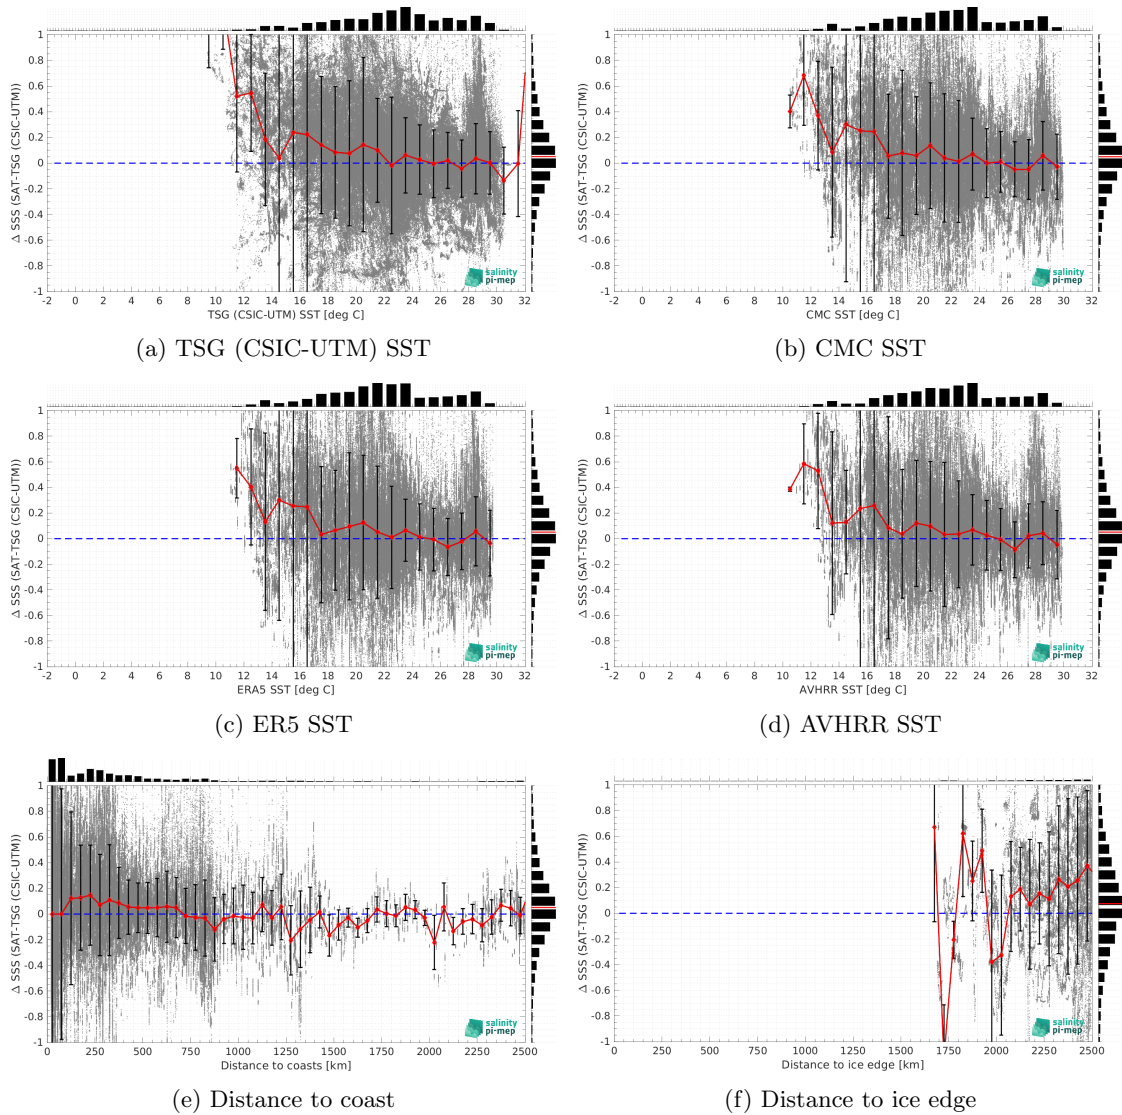 1
0.8
0.6
0.4
0.2
0
-0.2
-0.4
-0.6
-0.8
-1
Δ SSS (SAT-TSG (CSIC-UTM))
-2 0 2 4 6 8 10 12 14 16 18 20 22 24 26 28 30 32
TSG (CSIC-UTM) SST [deg C]
salinity
pi-mep
(a) TSG (CSIC-UTM) SST
1
0.8
0.6
0.4
0.2
0
-0.2
-0.4
-0.6
-0.8
-1
Δ SSS (SAT-TSG (CSIC-UTM))
-2 0 2 4 6 8 10 12 14 16 18 20 22 24 26 28 30 32
CMC SST [deg C]
salinity
pi-mep
(b) CMC SST
1
0.8
0.6
0.4
0.2
0
-0.2
-0.4
-0.6
-0.8
-1
Δ SSS (SAT-TSG (CSIC-UTM))
-2 0 2 4 6 8 10 12 14 16 18 20 22 24 26 28 30 32
ERA5 SST [deg C]
salinity
pi-mep
(c) ER5 SST
1
0.8
0.6
0.4
0.2
0
-0.2
-0.4
-0.6
-0.8
-1
Δ SSS (SAT-TSG (CSIC-UTM))
-2 0 2 4 6 8 10 12 14 16 18 20 22 24 26 28 30 32
AVHRR SST [deg C]
salinity
pi-mep
(d) AVHRR SST
1
0.8
0.6
0.4
0.2
0
-0.2
-0.4
-0.6
-0.8
-1
Δ SSS (SAT-TSG (CSIC-UTM))
0 250 500 750 1000 1250 1500 1750 2000 2250 2500
Distance to coasts [km]
salinity
pi-mep
(e) Distance to coast
1
0.8
0.6
0.4
0.2
0
-0.2
-0.4
-0.6
-0.8
-1
Δ SSS (SAT-TSG (CSIC-UTM))
0 250 500 750 1000 1250 1500 1750 2000 2250 2500
Distance to ice edge [km]
salinity
pi-mep
(f) Distance to ice edge